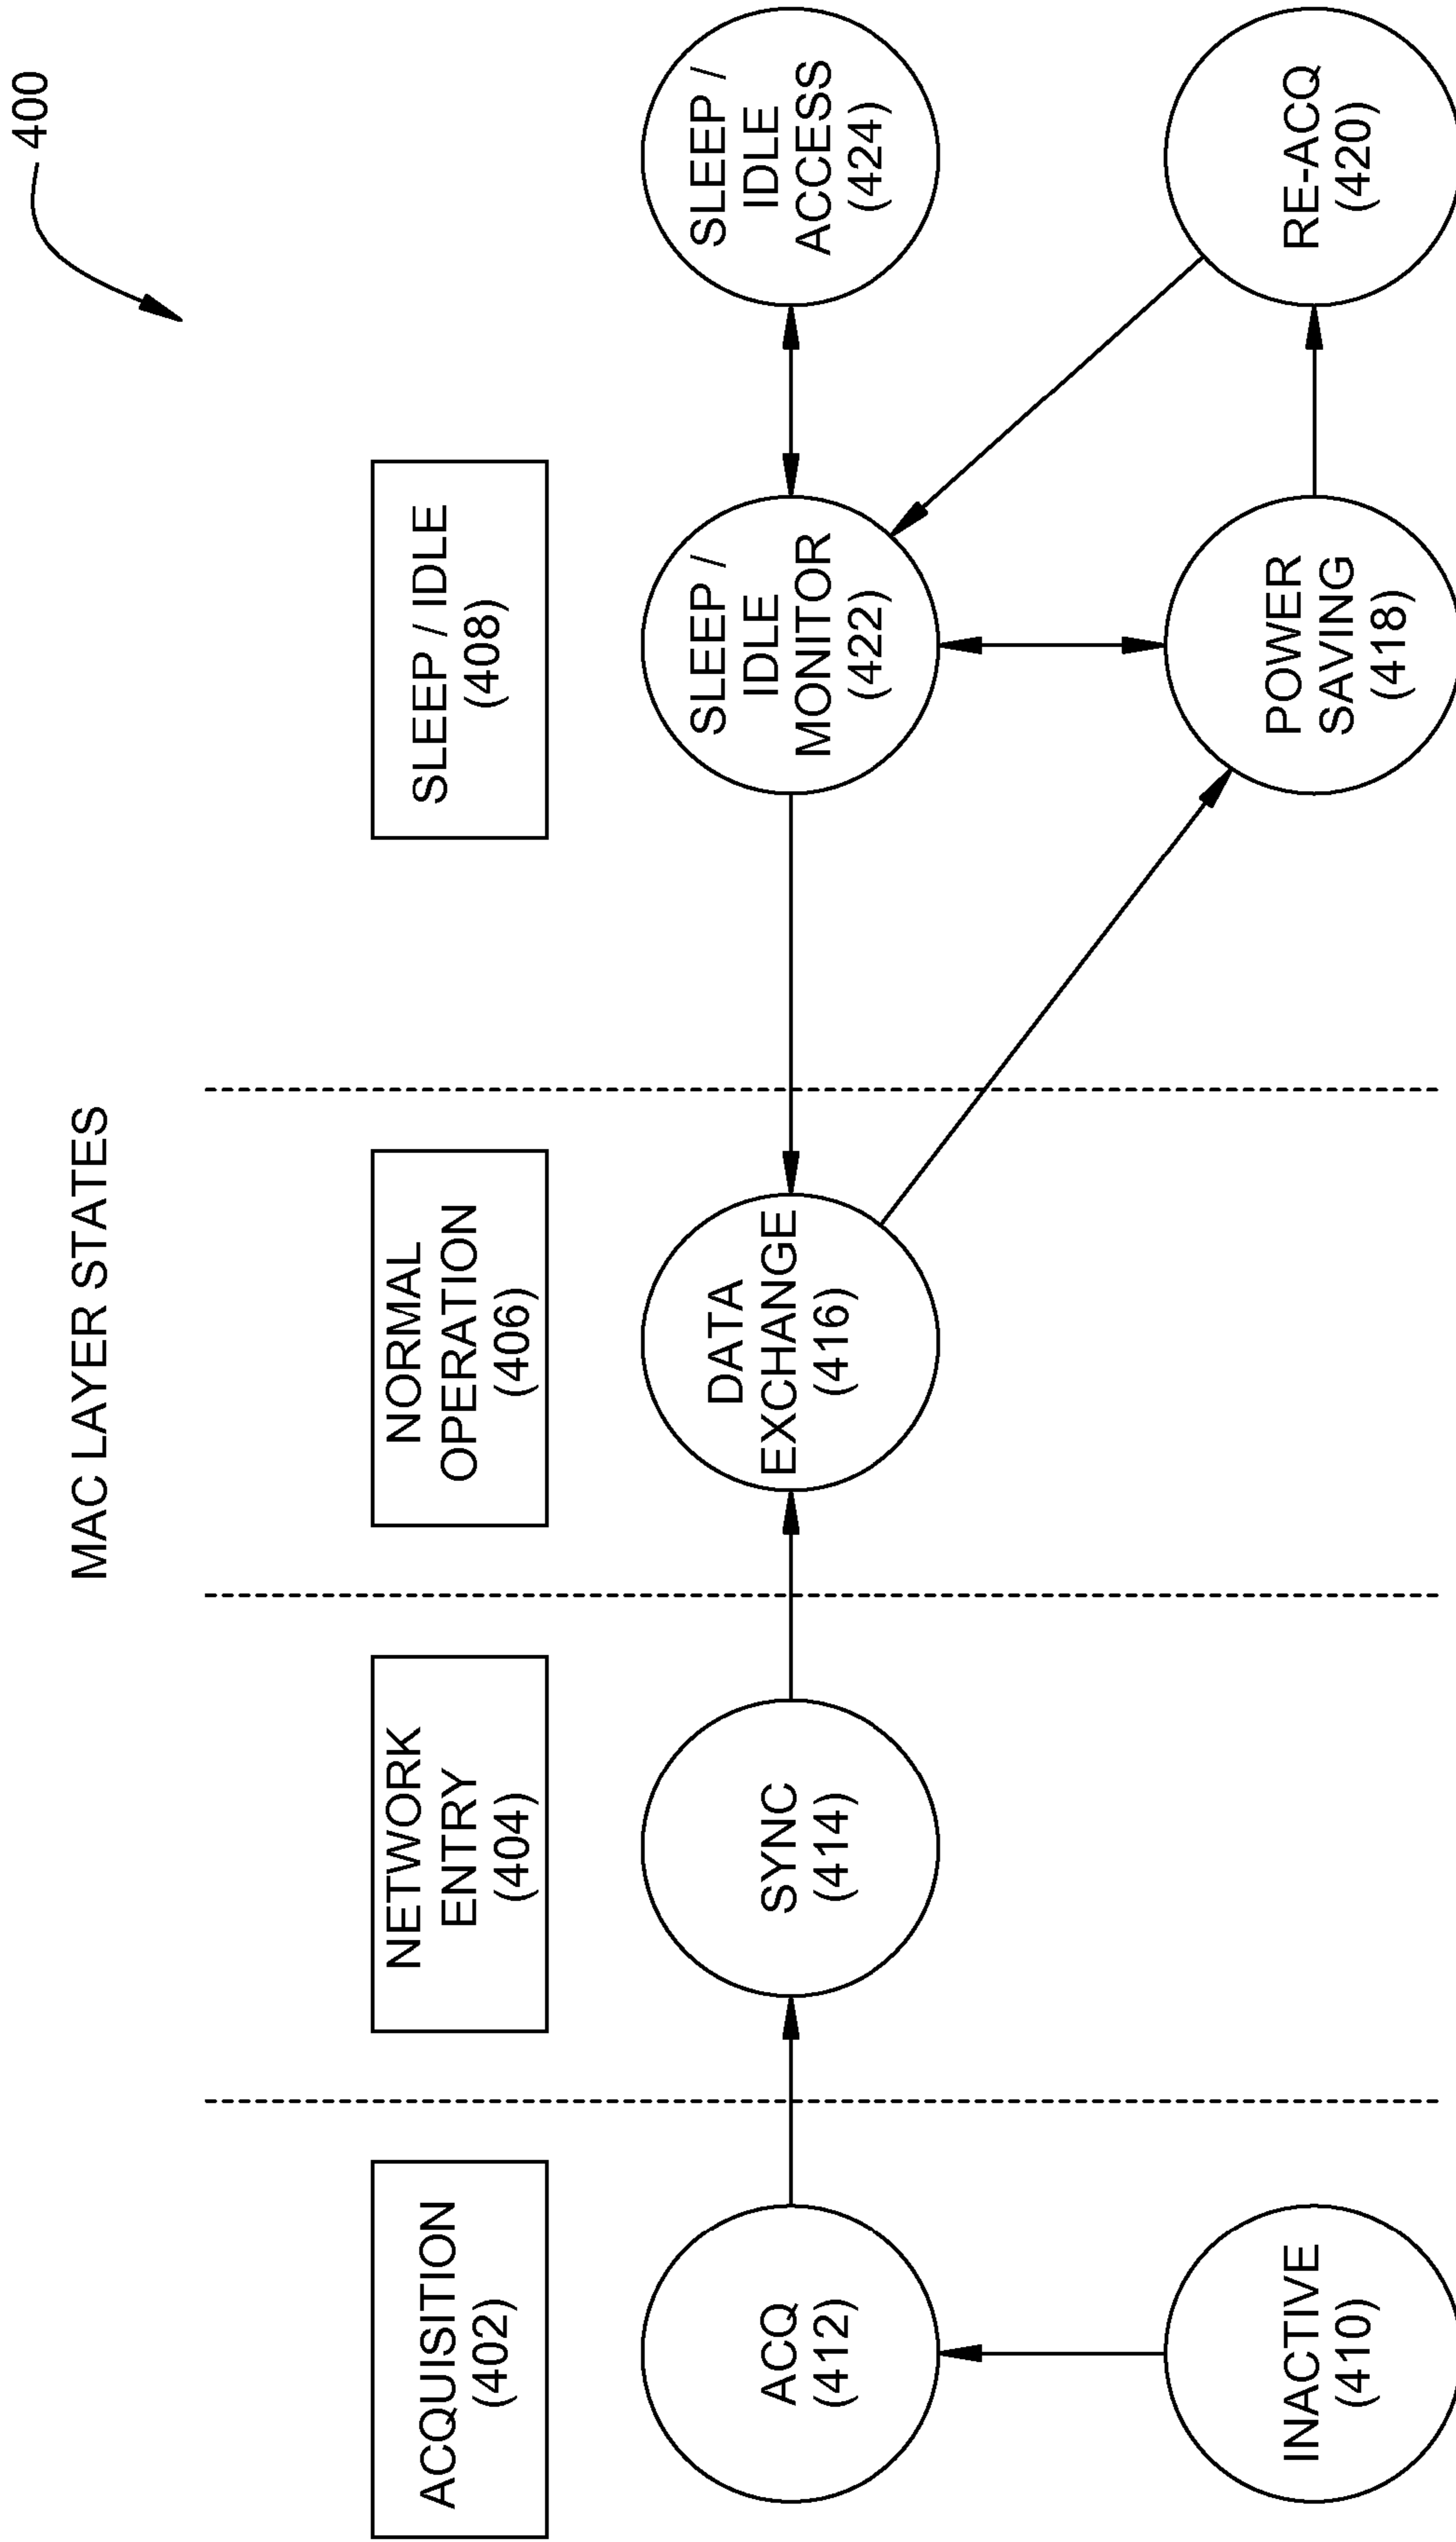 400
MAC LAYER STATES
ACQUISITION
(402)
NETWORK
ENTRY
(404)
NORMAL
OPERATION
(406)
SLEEP / IDLE
(408)
ACQ
(412)
SYNC
(414)
DATA
EXCHANGE
(416)
SLEEP /
IDLE
MONITOR
(422)
SLEEP /
IDLE
ACCESS
(424)
INACTIVE
(410)
POWER
SAVING
(418)
RE-ACQ
(420)